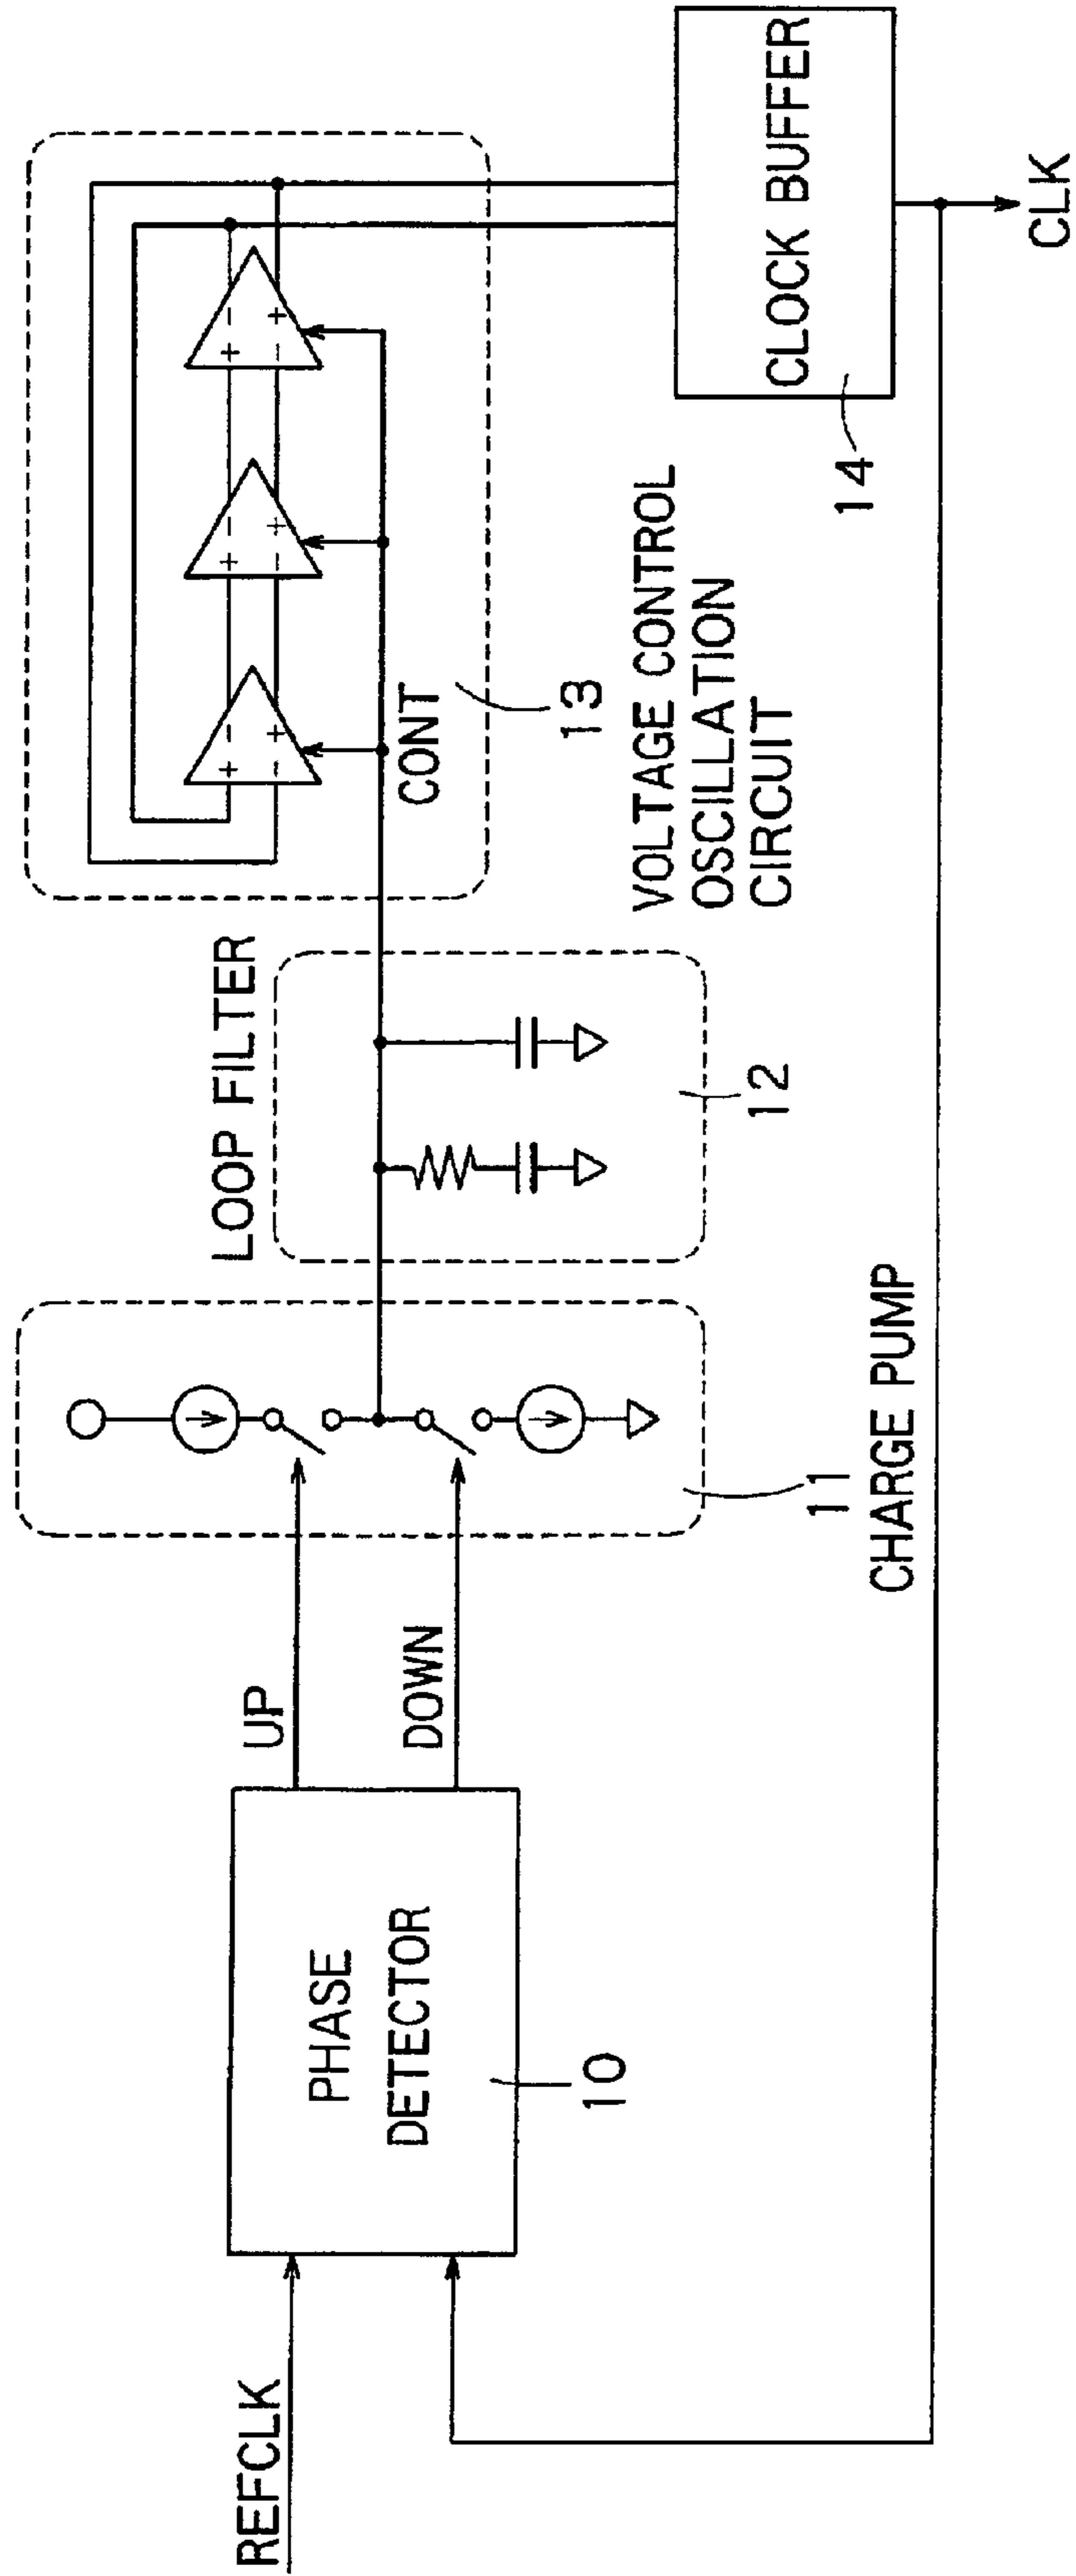 REFCLK
PHASE
DETECTOR
10
UP
DOWN
11
CHARGE PUMP
LOOP FILTER
12
CONT
13
VOLTAGE CONTROL
OSCILLATION
CIRCUIT
+ -
- +
+ -
- +
+ -
- +
14
CLOCK BUFFER
CLK